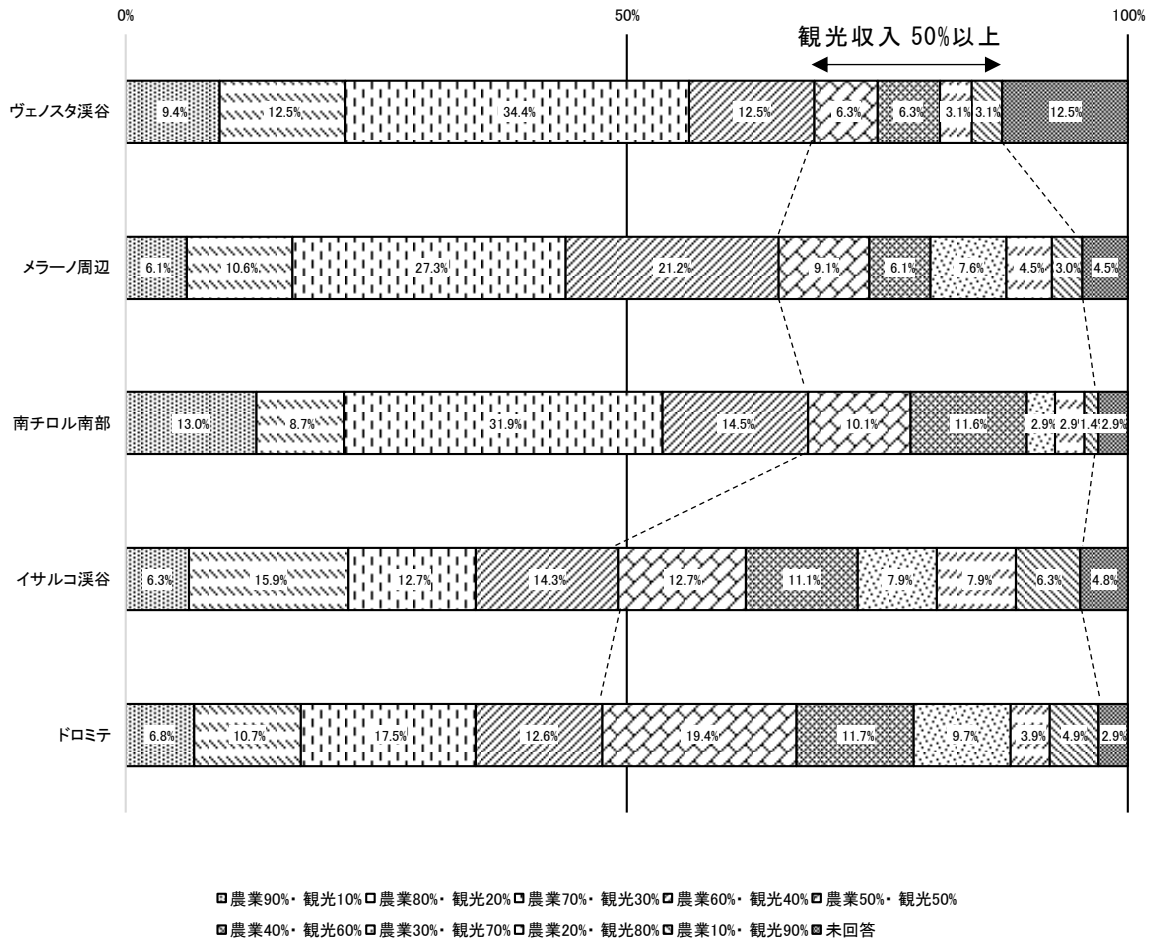 0% 50% 100%
観光収入 50%以上
ヴェノスタ渓谷 9.4% 12.5% 34.4% 12.5% 6.3% 6.3% 3.1% 3.1% 12.5%
メラーノ周辺 6.1% 10.6% 27.3% 21.2% 9.1% 6.1% 7.6% 4.5% 3.0% 4.5%
南チロル南部 13.0% 8.7% 31.9% 14.5% 10.1% 11.6% 2.9% 2.9% 1.4% 2.9%
イサルコ渓谷 6.3% 15.9% 12.7% 14.3% 12.7% 11.1% 7.9% 7.9% 6.3% 4.8%
ドロミテ 6.8% 10.7% 17.5% 12.6% 19.4% 11.7% 9.7% 3.9% 4.9% 2.9%
農業90%・観光10% 農業80%・観光20% 農業70%・観光30% 農業60%・観光40% 農業50%・観光50%
農業40%・観光60% 農業30%・観光70% 農業20%・観光80% 農業10%・観光90% 未回答